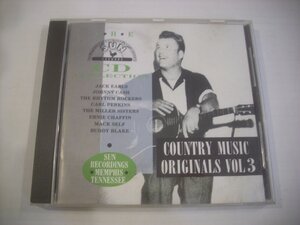 THE
SUN
CD
COLLECTION
JACK EARLS
JOHNNY CASH
THE RHYTHM ROCKERS
CARL PERKINS
THE MILLER SISTERS
ERNIE CHAFFIN
MACK SELF
BUDDY BLAKE
SUN
RECORDINGS
MEMPHIS
TENNESSEE
COUNTRY MUSIC
ORIGINALS VOL 3